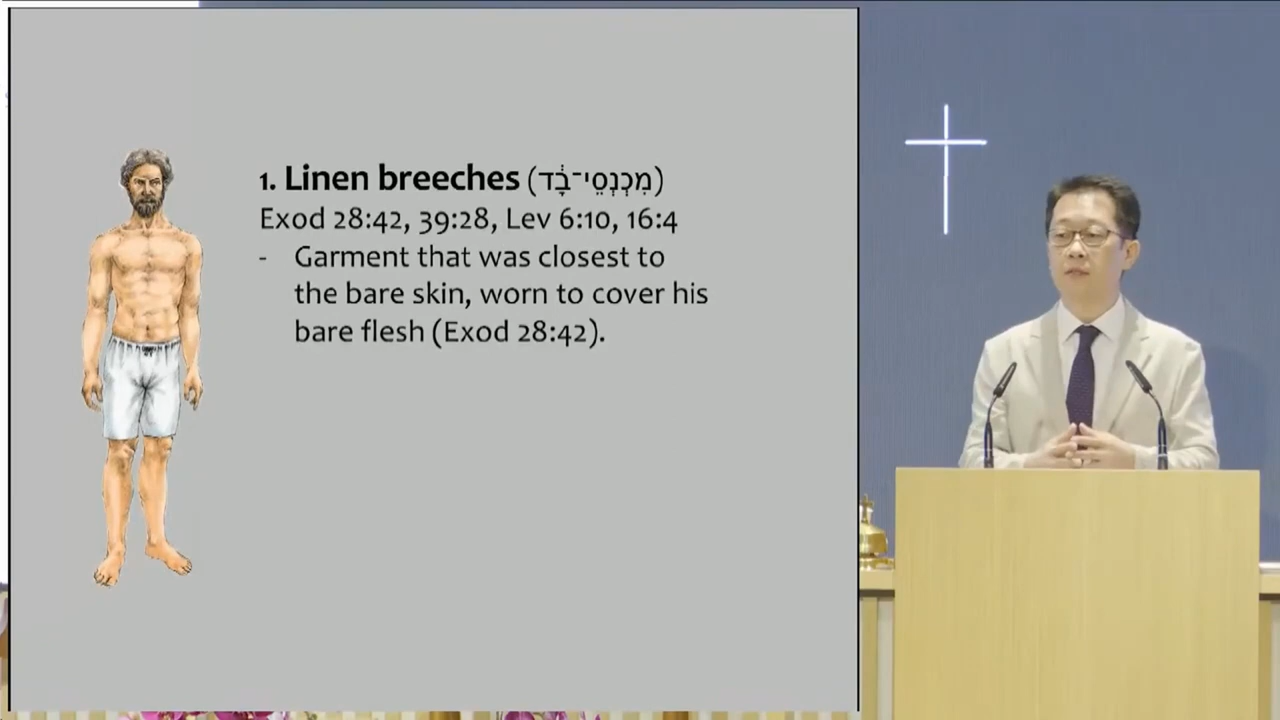 1. Linen breeches (מִכְנְסֵי־בָ֔ד)
Exod 28:42, 39:28, Lev 6:10, 16:4
- Garment that was closest to
the bare skin, worn to cover his
bare flesh (Exod 28:42).